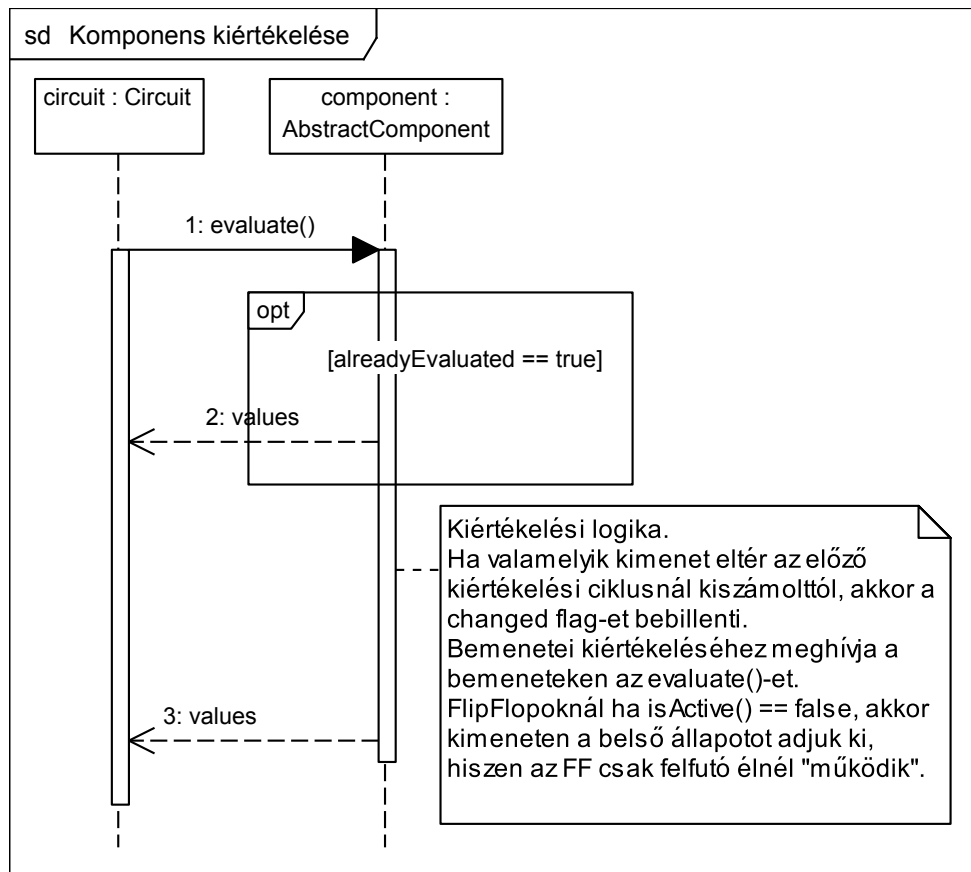 sd Komponens kiértékelése
circuit : Circuit
component :
AbstractComponent
1: evaluate()
opt
[alreadyEvaluated == true]
2: values
Kiértékelési logika.
Ha valamelyik kimenet eltér az előző
kiértékelési ciklusnál kiszámolttól, akkor a
changed flag-et bebillenti.
Bemenetei kiértékeléséhez meghívja a
bemeneteken az evaluate()-et.
FlipFlopoknál ha isActive() == false, akkor
kimeneten a belső állapotot adjuk ki,
hiszen az FF csak felfutó élnél "működik".
3: values